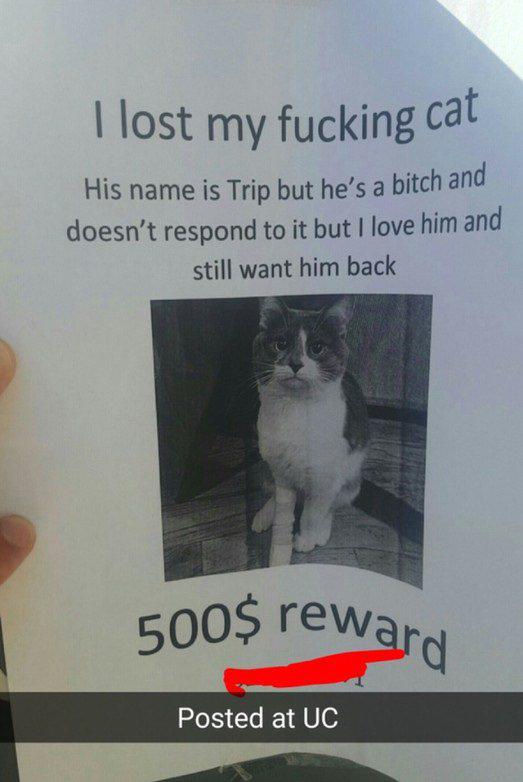 I lost my fucking cat
His name is Trip but he's a bitch and
doesn't respond to it but I love him and
still want him back
500$ reward
Posted at UC